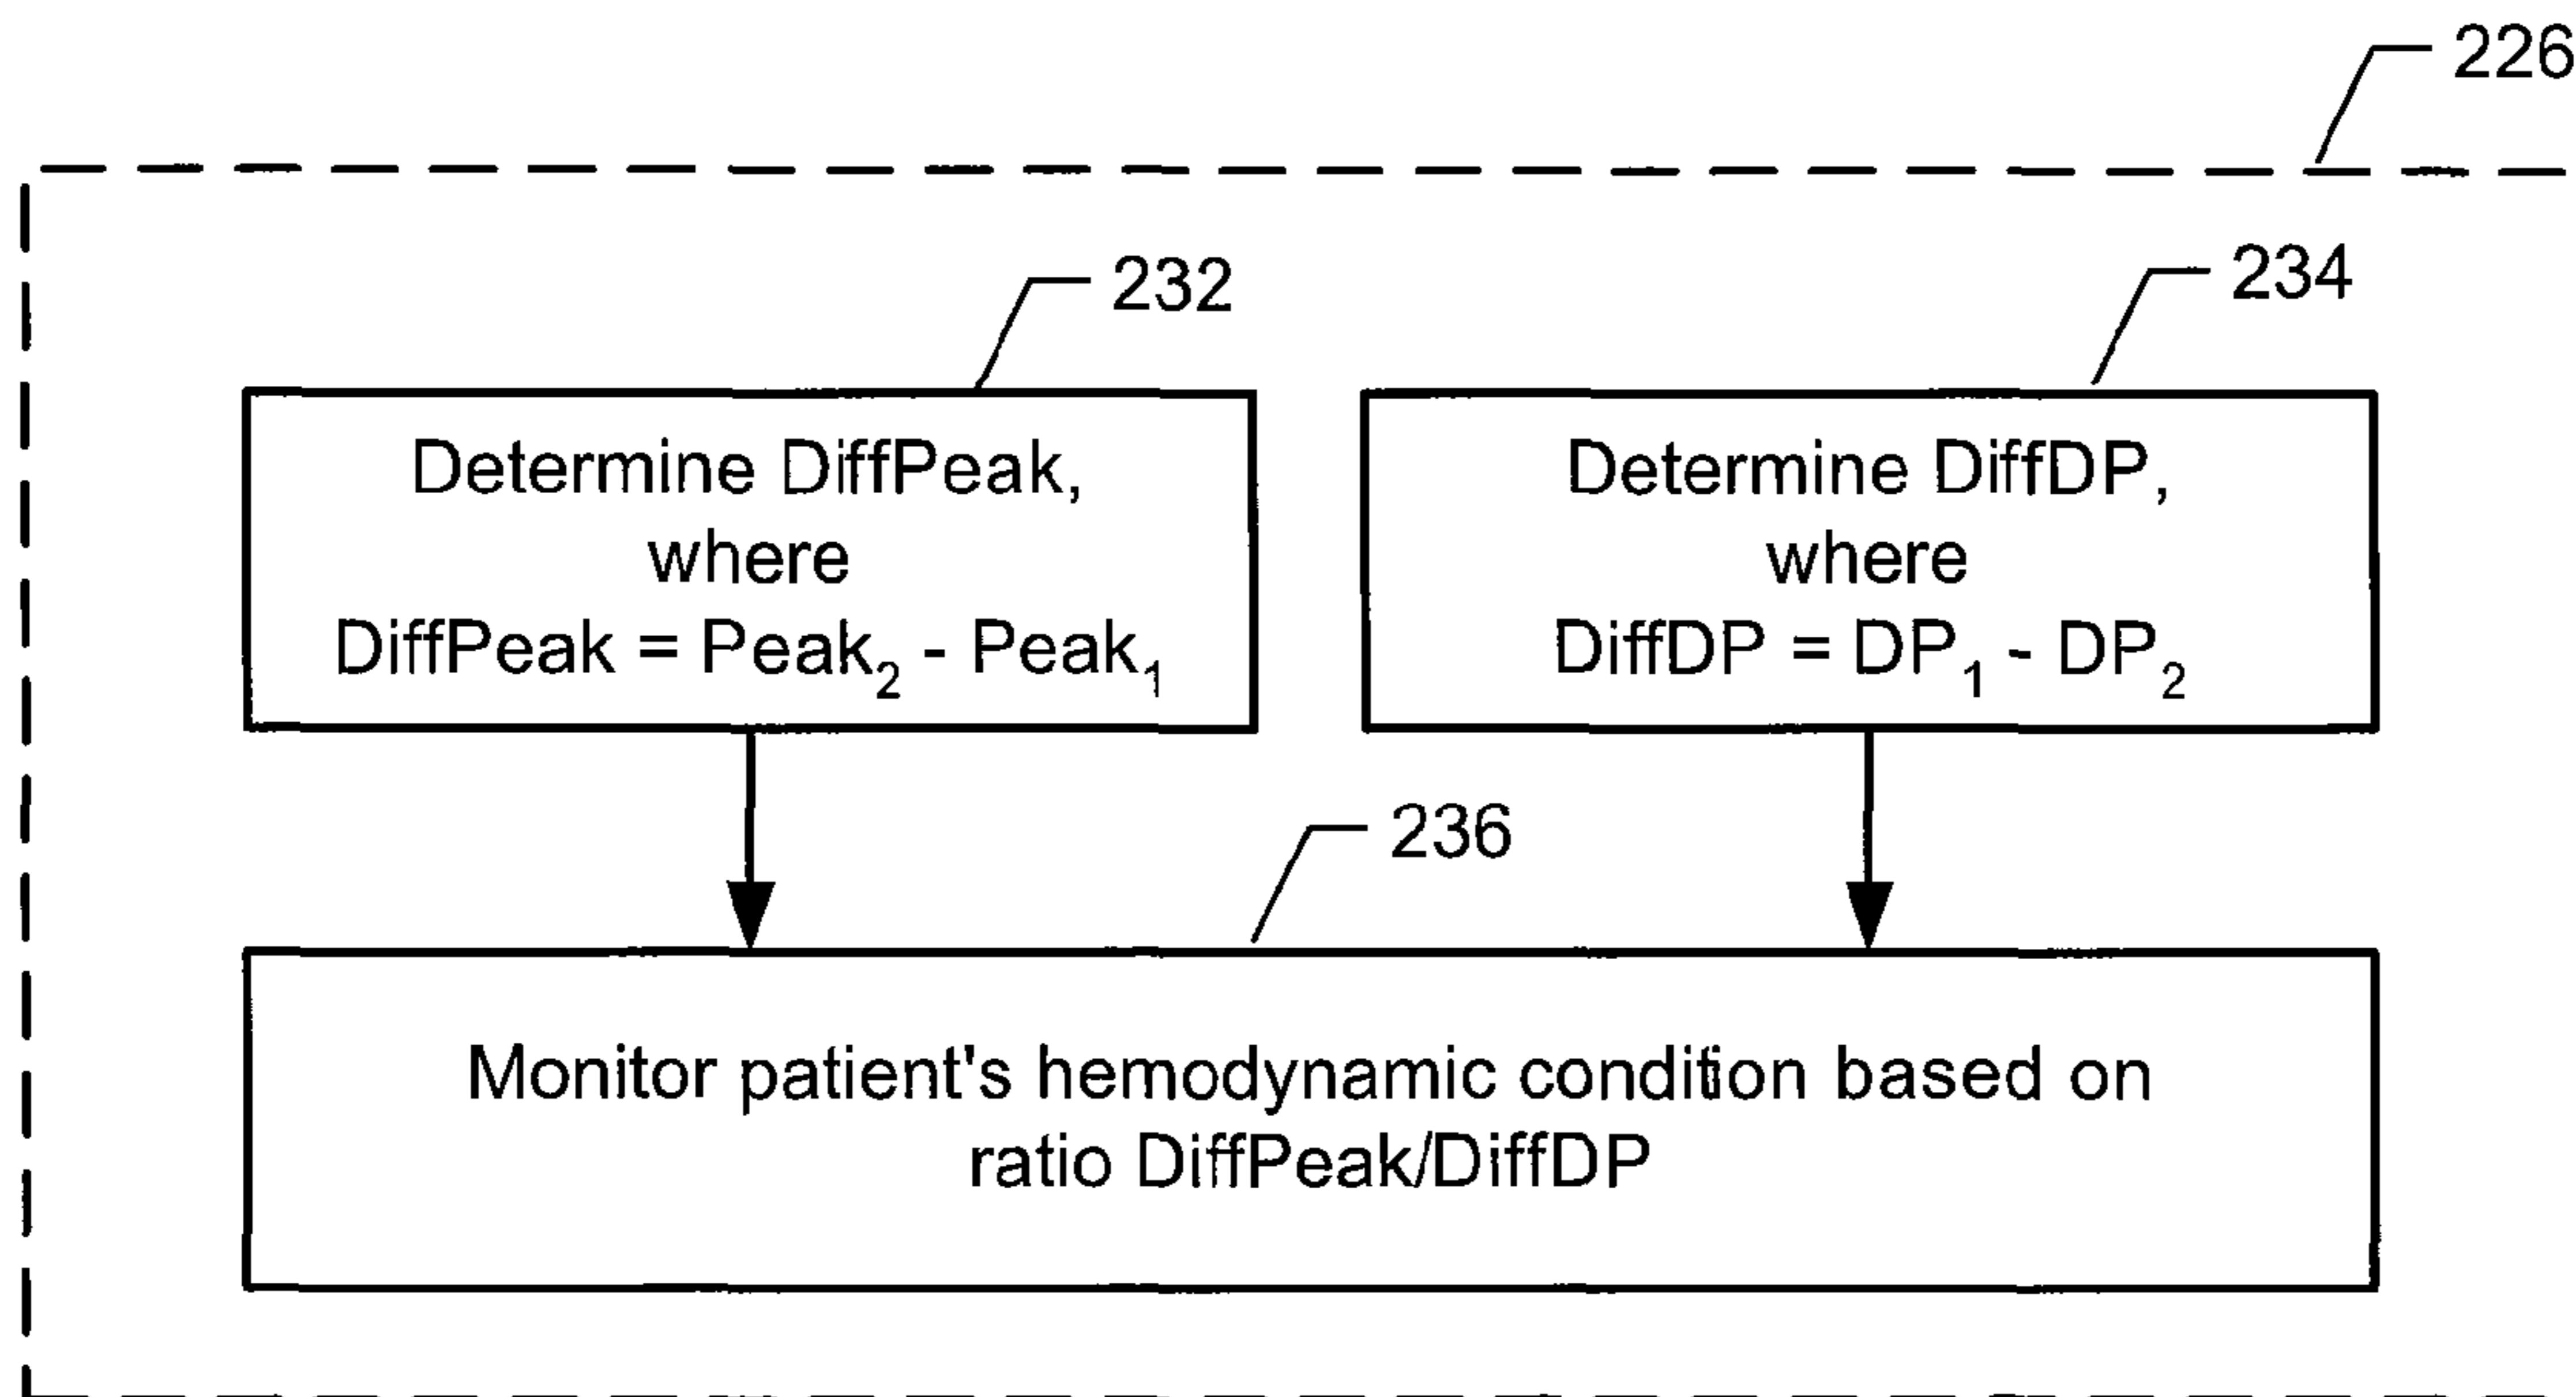 226
232
234
Determine DiffPeak,
where
DiffPeak = Peak₂ - Peak₁
Determine DiffDP,
where
DiffDP = DP₁ - DP₂
236
Monitor patient's hemodynamic condition based on
ratio DiffPeak/DiffDP